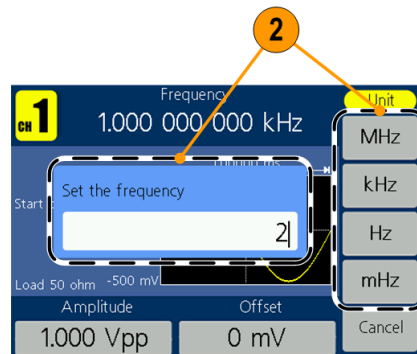 2
CH 1
Frequency
1.000 000 000 kHz
Unit
MHz
kHz
Hz
mHz
Cancel
Set the frequency
2
Start
Load 50 ohm
-500 mV
Amplitude
1.000 Vpp
Offset
0 mV